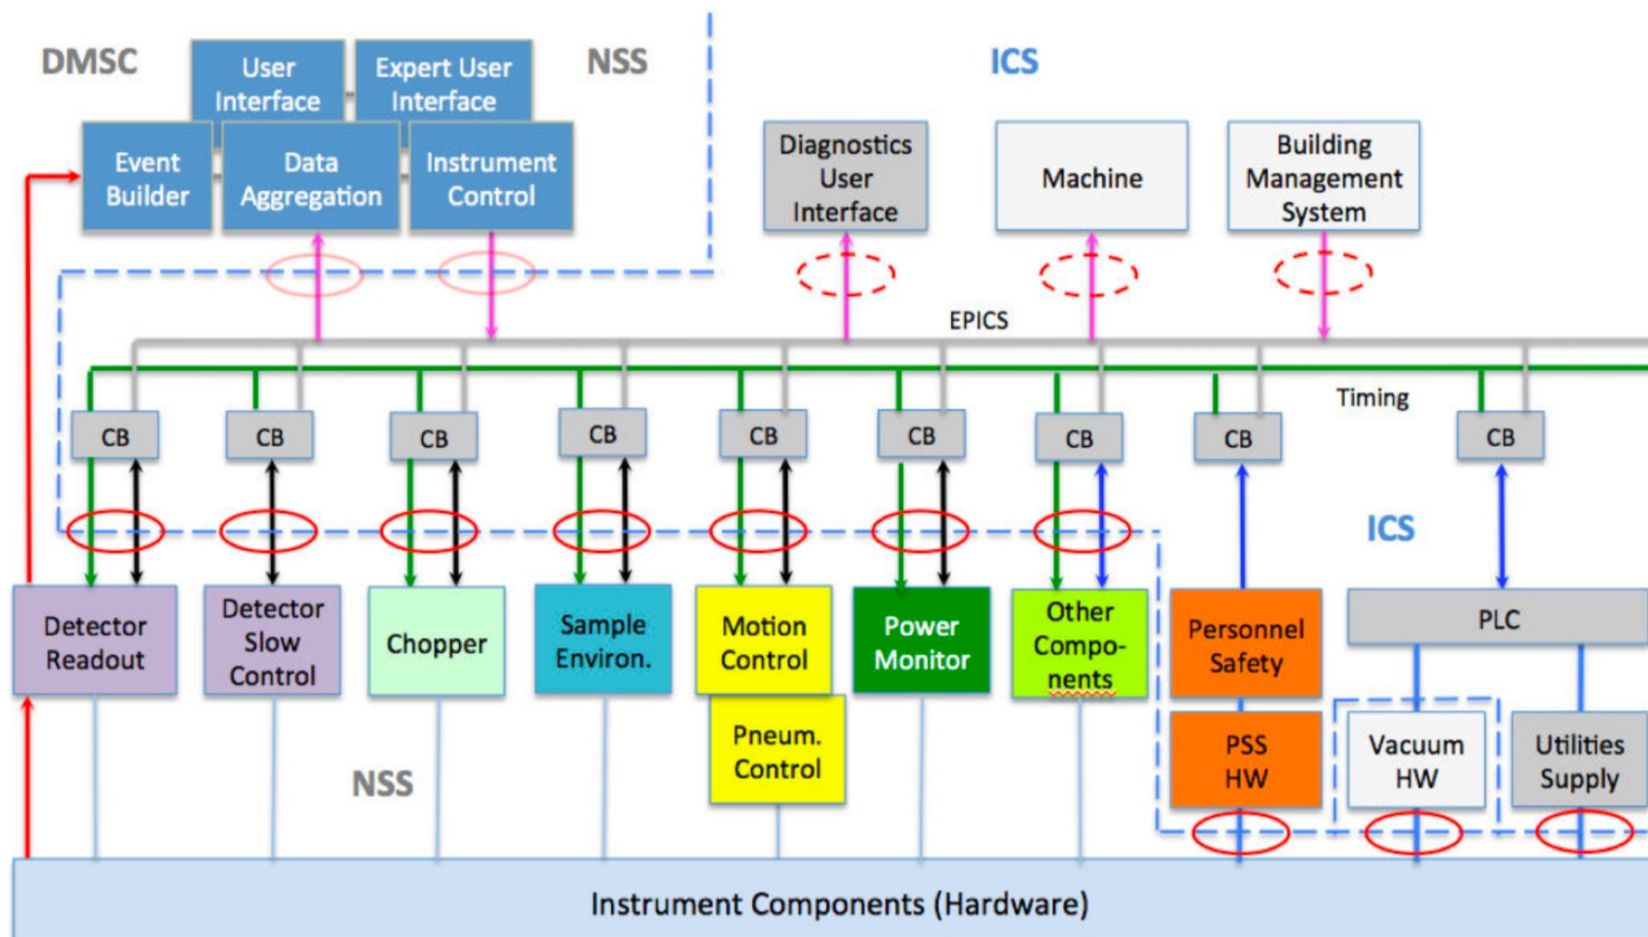 DMSC
User
Interface
Expert User
Interface
NSS
ICS
Event
Builder
Data
Aggregation
Instrument
Control
Diagnostics
User
Interface
Machine
Building
Management
System
EPICS
Timing
CB
CB
CB
CB
CB
CB
CB
CB
CB
ICS
Detector
Readout
Detector
Slow
Control
Chopper
Sample
Environ.
Motion
Control
Power
Monitor
Other
Compo-
nents
Personnel
Safety
PLC
NSS
Pneum.
Control
PSS
HW
Vacuum
HW
Utilities
Supply
Instrument Components (Hardware)